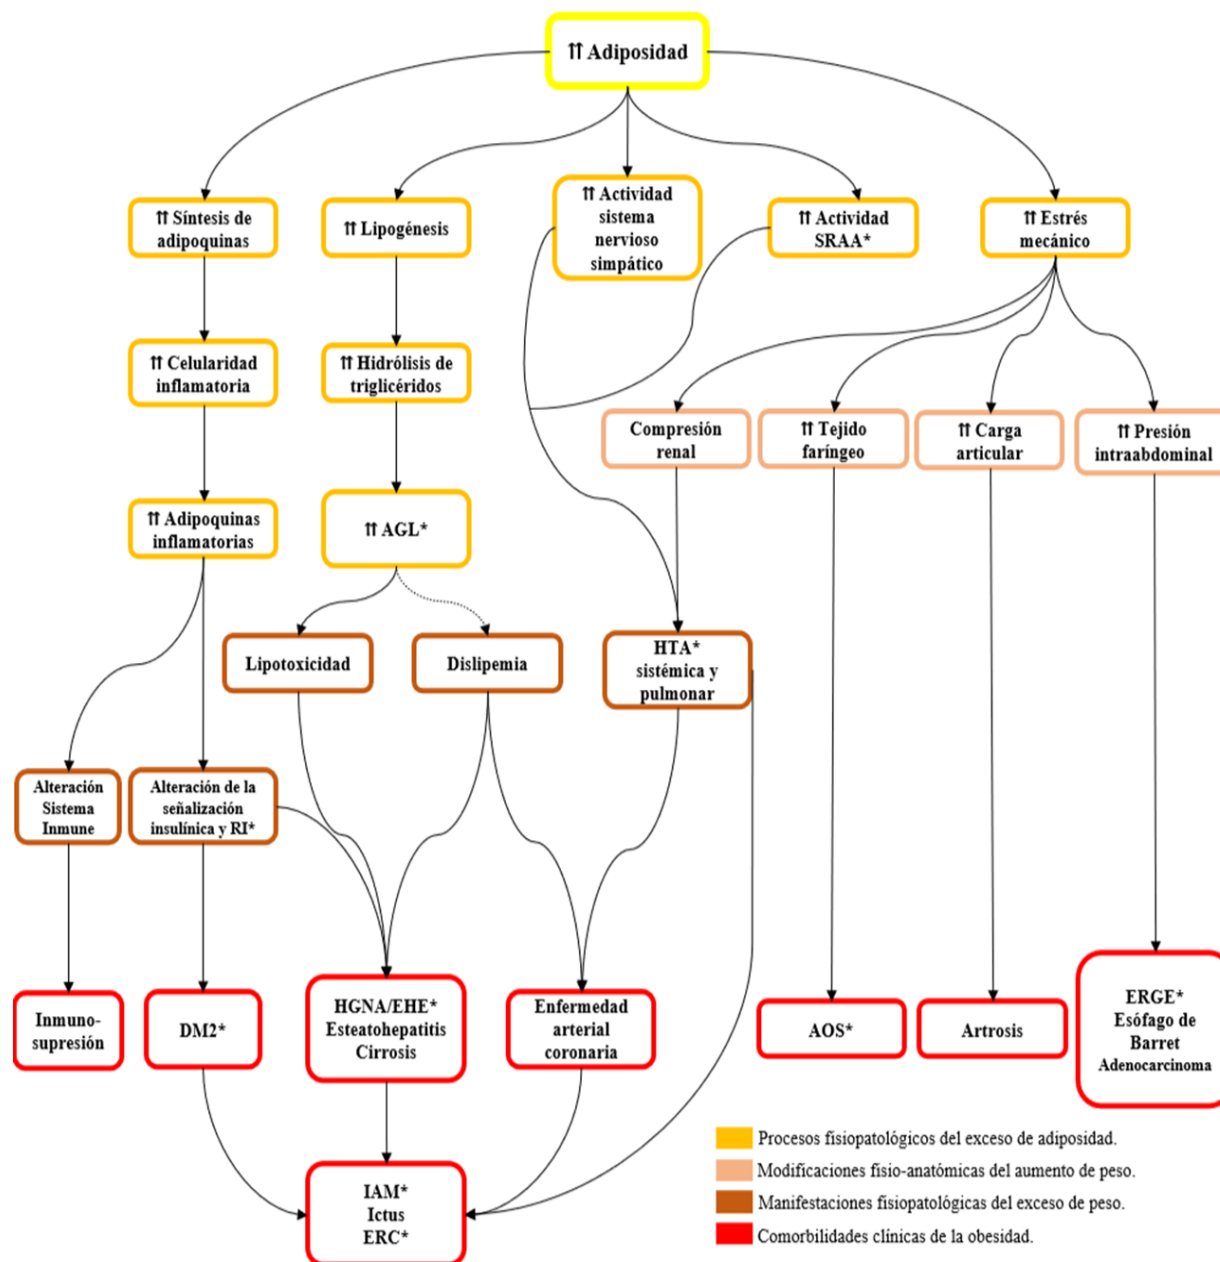 ⇈ Adiposidad
⇈ Síntesis de
adipoquinas
⇈ Lipogénesis
⇈ Actividad
sistema
nervioso
simpático
⇈ Actividad
SRAA*
⇈ Estrés
mecánico
⇈ Celularidad
inflamatoria
⇈ Hidrólisis de
triglicéridos
Compresión
renal
⇈ Tejido
faríngeo
⇈ Carga
articular
⇈ Presión
intraabdominal
⇈ Adipoquinas
inflamatorias
⇈ AGL*
Lipotoxicidad
Dislipemia
HTA*
sistémica y
pulmonar
Alteración
Sistema
Inmune
Alteración de la
señalización
insulínica y RI*
Inmuno-
supresión
DM2*
HGNA/EHE*
Esteatohepatitis
Cirrosis
Enfermedad
arterial
coronaria
AOS*
Artrosis
ERGE*
Esófago de
Barret
Adenocarcinoma
IAM*
Ictus
ERC*
Procesos fisiopatológicos del exceso de adiposidad.
Modificaciones físio-anatómicas del aumento de peso.
Manifestaciones fisiopatológicas del exceso de peso.
Comorbilidades clínicas de la obesidad.